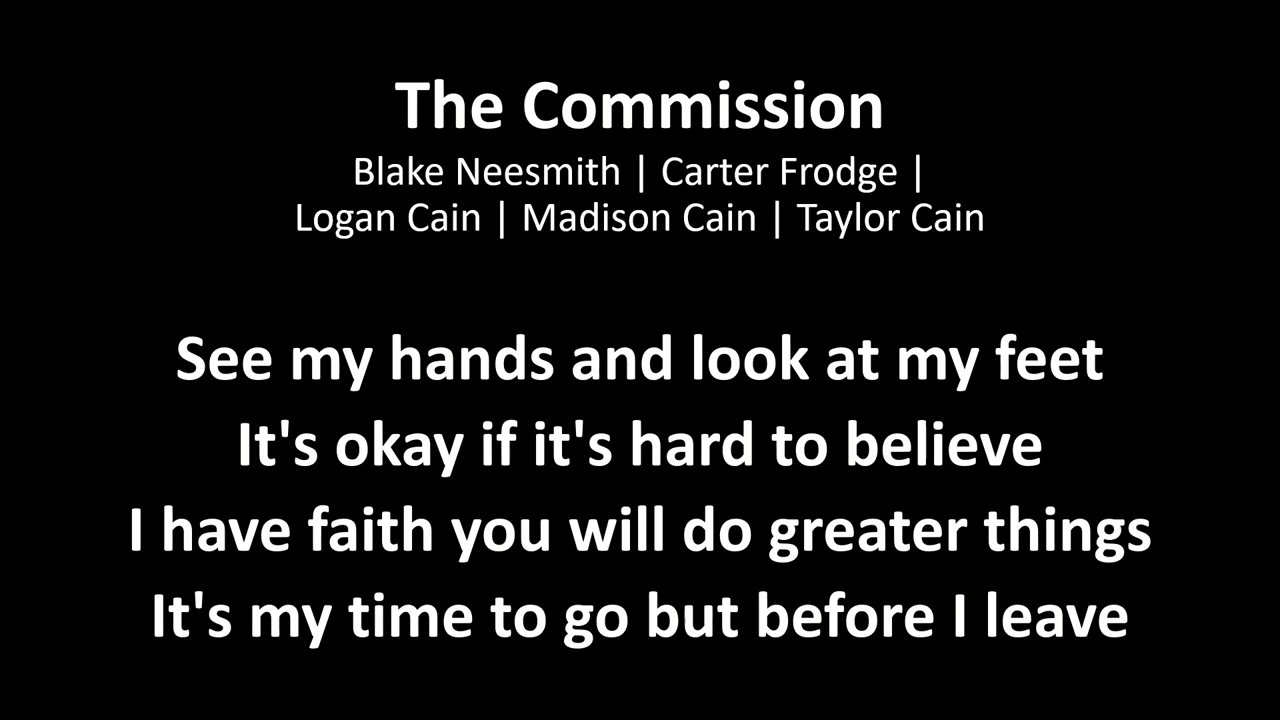 The Commission
Blake Neesmith | Carter Frodge |
Logan Cain | Madison Cain | Taylor Cain
See my hands and look at my feet
It's okay if it's hard to believe
I have faith you will do greater things
It's my time to go but before I leave